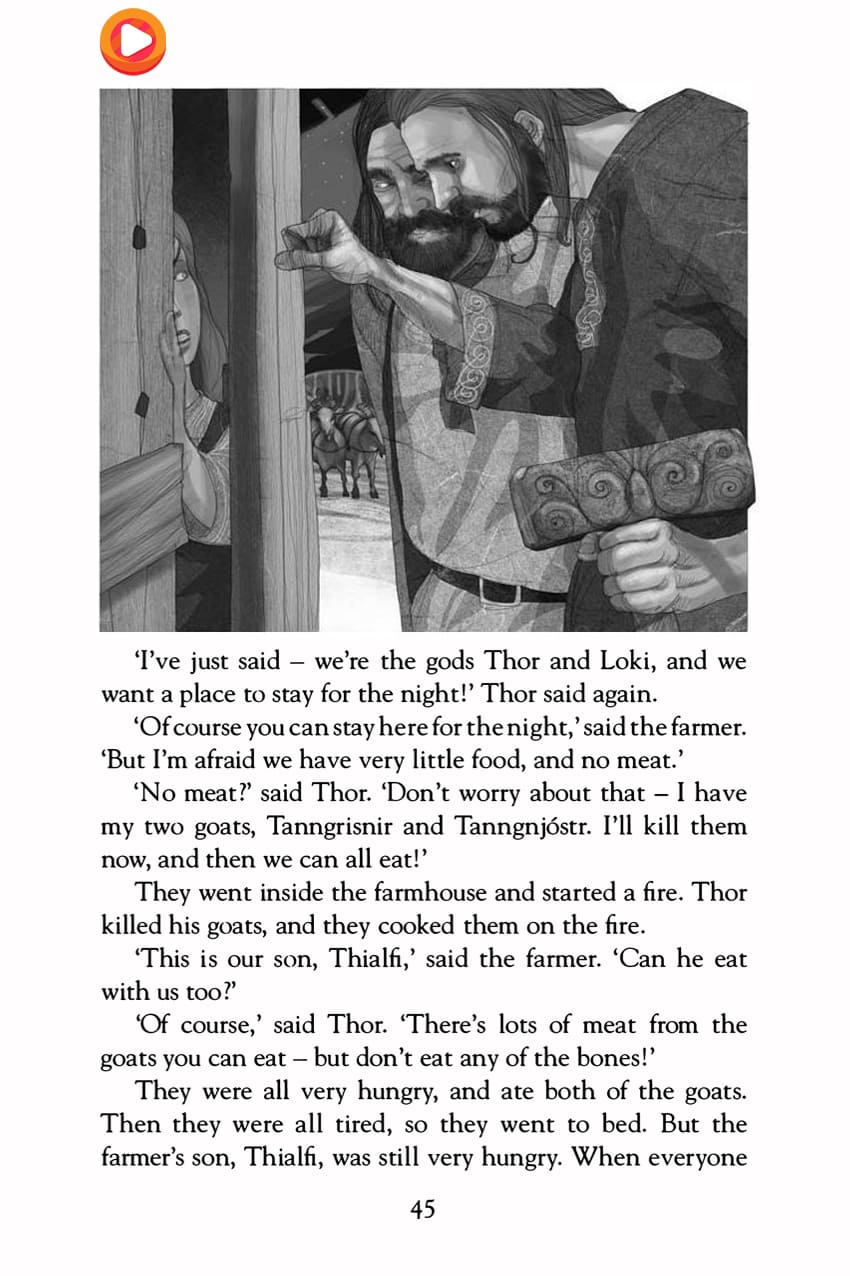 ‘I’ve just said – we’re the gods Thor and Loki, and we
want a place to stay for the night!’ Thor said again.
‘Of course you can stay here for the night,’ said the farmer.
‘But I’m afraid we have very little food, and no meat.’
‘No meat?’ said Thor. ‘Don’t worry about that – I have
my two goats, Tanngrisnir and Tanngnjóstr. I’ll kill them
now, and then we can all eat!’
They went inside the farmhouse and started a fire. Thor
killed his goats, and they cooked them on the fire.
‘This is our son, Thialfi,’ said the farmer. ‘Can he eat
with us too?’
‘Of course,’ said Thor. ‘There’s lots of meat from the
goats you can eat – but don’t eat any of the bones!’
They were all very hungry, and ate both of the goats.
Then they were all tired, so they went to bed. But the
farmer’s son, Thialfi, was still very hungry. When everyone
45